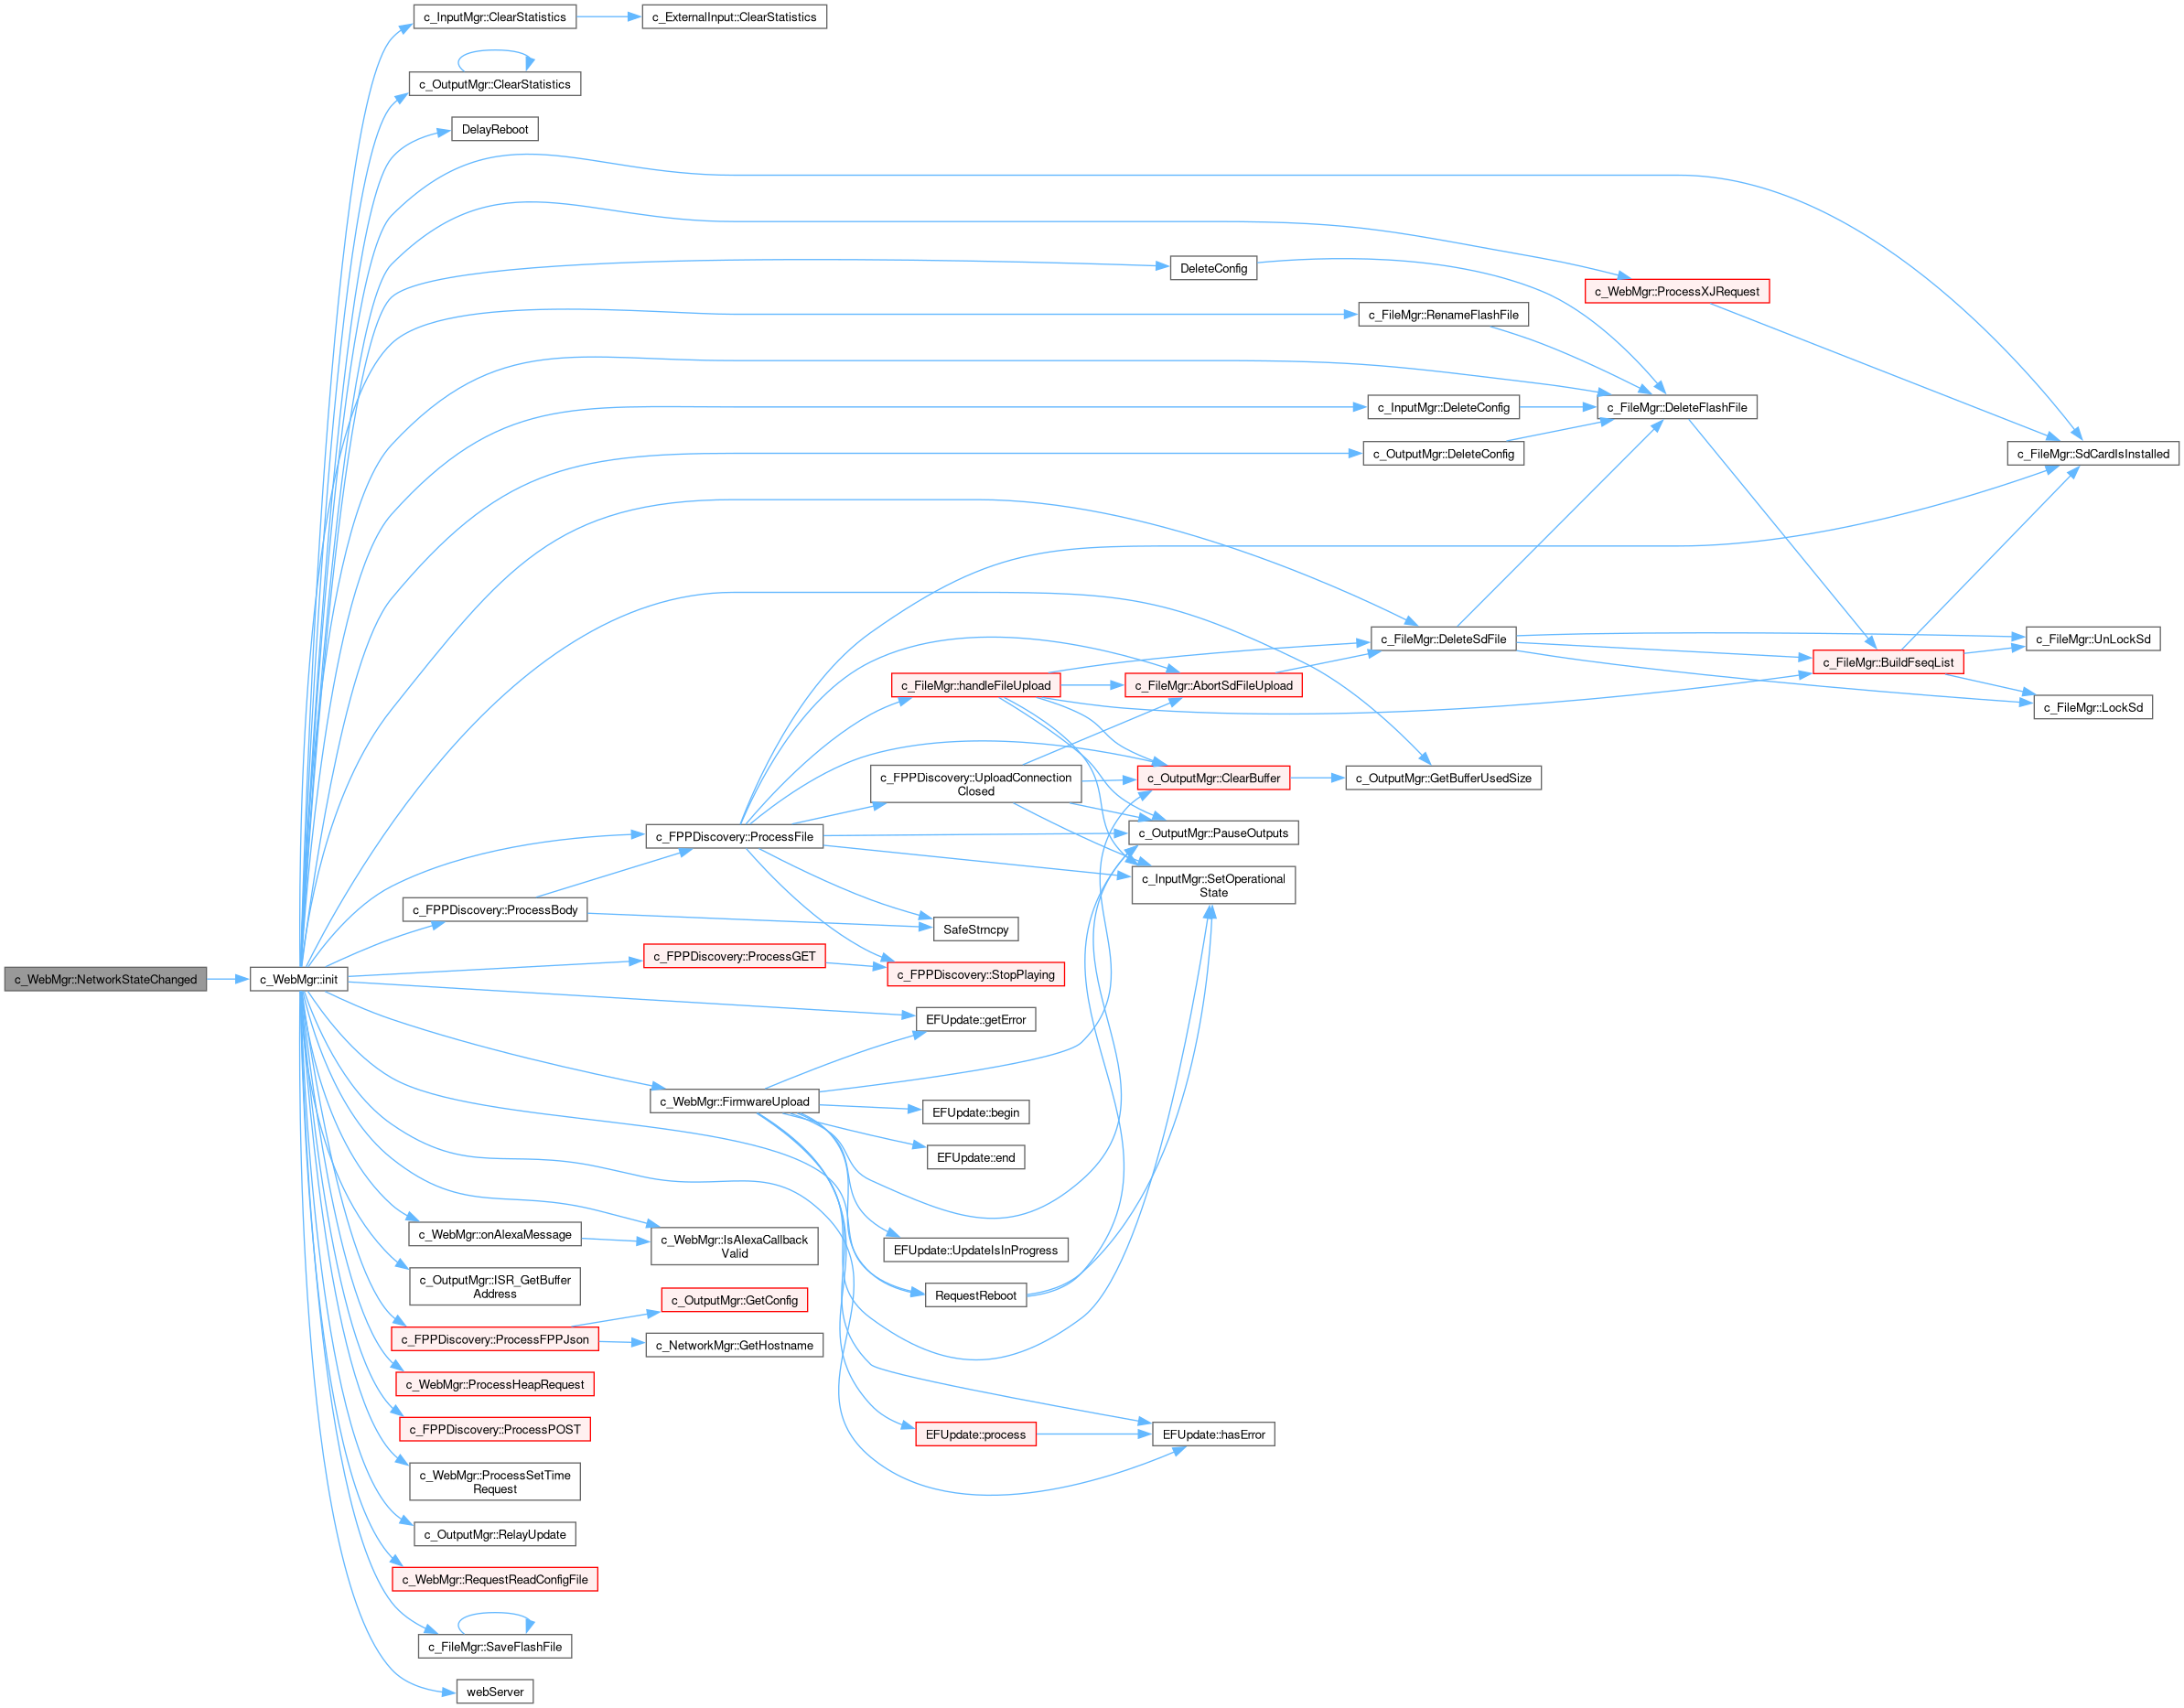 c_InputMgr::ClearStatistics
c_ExternalInput::ClearStatistics
c_OutputMgr::ClearStatistics
DelayReboot
DeleteConfig
c_WebMgr::ProcessXJRequest
c_FileMgr::RenameFlashFile
c_InputMgr::DeleteConfig
c_FileMgr::DeleteFlashFile
c_OutputMgr::DeleteConfig
c_FileMgr::SdCardIsInstalled
c_FileMgr::DeleteSdFile
c_FileMgr::UnLockSd
c_FileMgr::BuildFseqList
c_FileMgr::handleFileUpload
c_FileMgr::AbortSdFileUpload
c_FileMgr::LockSd
c_FPPDiscovery::UploadConnection
Closed
c_OutputMgr::ClearBuffer
c_OutputMgr::GetBufferUsedSize
c_FPPDiscovery::ProcessFile
c_OutputMgr::PauseOutputs
c_InputMgr::SetOperational
State
c_FPPDiscovery::ProcessBody
SafeStrncpy
c_FPPDiscovery::ProcessGET
c_FPPDiscovery::StopPlaying
c_WebMgr::NetworkStateChanged
c_WebMgr::init
EFUpdate::getError
c_WebMgr::FirmwareUpload
EFUpdate::begin
EFUpdate::end
c_WebMgr::onAlexaMessage
c_WebMgr::IsAlexaCallback
Valid
EFUpdate::UpdateIsInProgress
c_OutputMgr::ISR_GetBuffer
Address
RequestReboot
c_OutputMgr::GetConfig
c_FPPDiscovery::ProcessFPPJson
c_NetworkMgr::GetHostname
c_WebMgr::ProcessHeapRequest
c_FPPDiscovery::ProcessPOST
EFUpdate::process
EFUpdate::hasError
c_WebMgr::ProcessSetTime
Request
c_OutputMgr::RelayUpdate
c_WebMgr::RequestReadConfigFile
c_FileMgr::SaveFlashFile
webServer